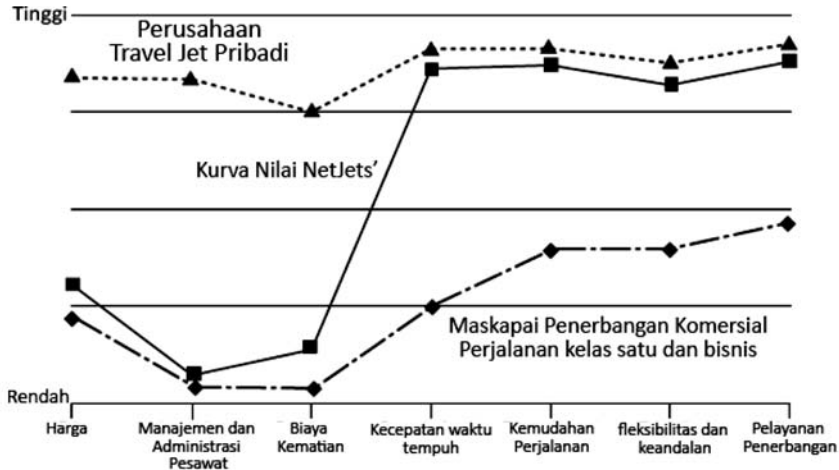 Tinggi
Perusahaan
Travel Jet Pribadi
Kurva Nilai NetJets’
Maskapai Penerbangan Komersial
Perjalanan kelas satu dan bisnis
Rendah
Harga
Manajemen dan
Administrasi
Pesawat
Biaya
Kematian
Kecepatan waktu
tempuh
Kemudahan
Perjalanan
fleksibilitas dan
keandalan
Pelayanan
Penerbangan